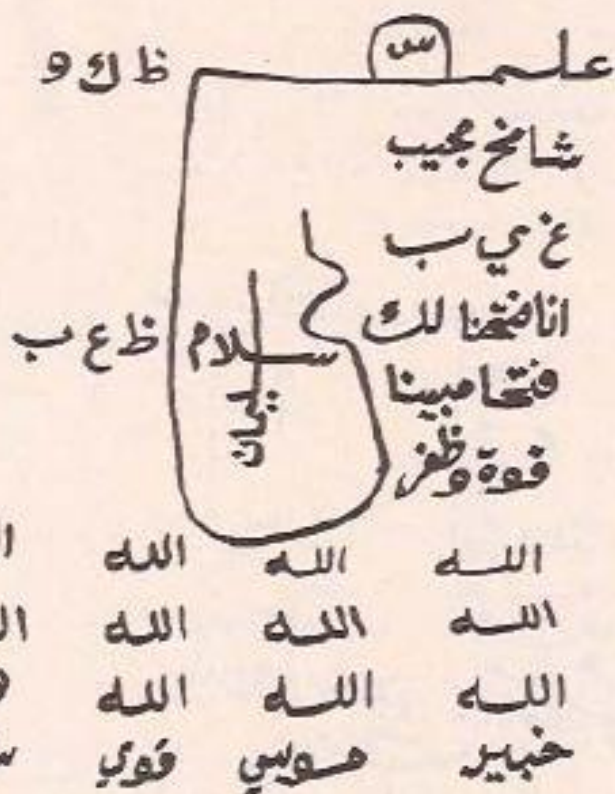 علم س ظ ك و
شامخ مجيب
غ ي ب
انا فتحنا لك
فتحا مبينا
قوة وظفر
ظ ع ب
سلام
سليمان
الله الله الله
الله الله الله
الله الله الله
خبير موسي قوي